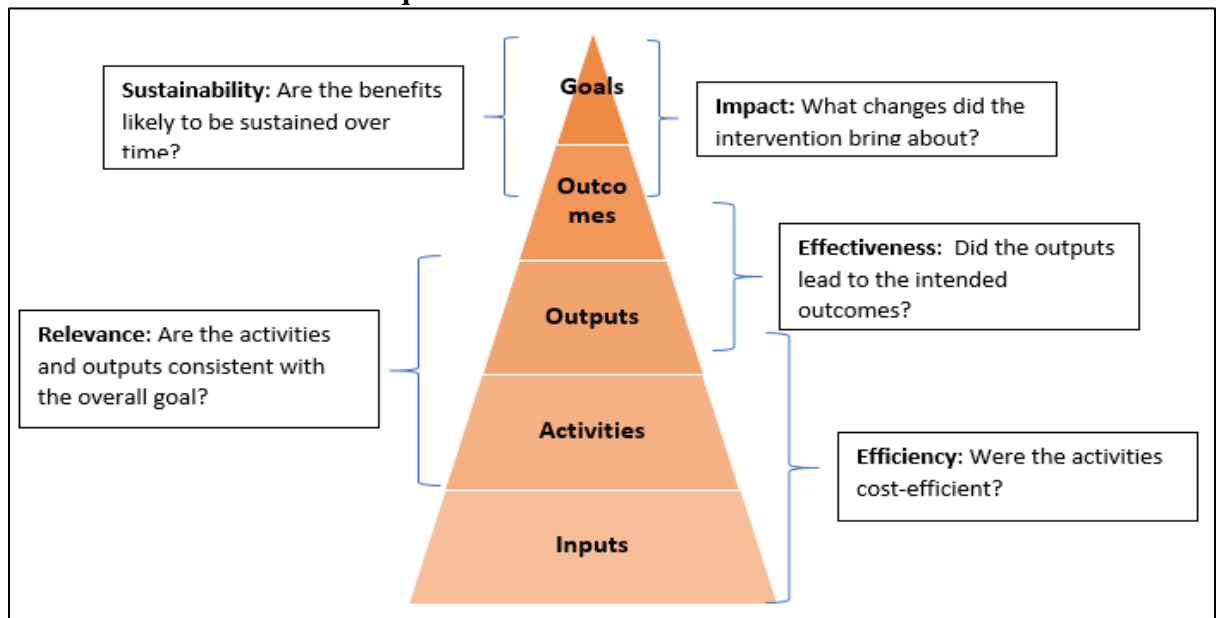 Sustainability: Are the benefits
likely to be sustained over
time?
Goals
Impact: What changes did the
intervention bring about?
Outco
mes
Effectiveness: Did the outputs
lead to the intended
outcomes?
Outputs
Relevance: Are the activities
and outputs consistent with
the overall goal?
Activities
Efficiency: Were the activities
cost-efficient?
Inputs